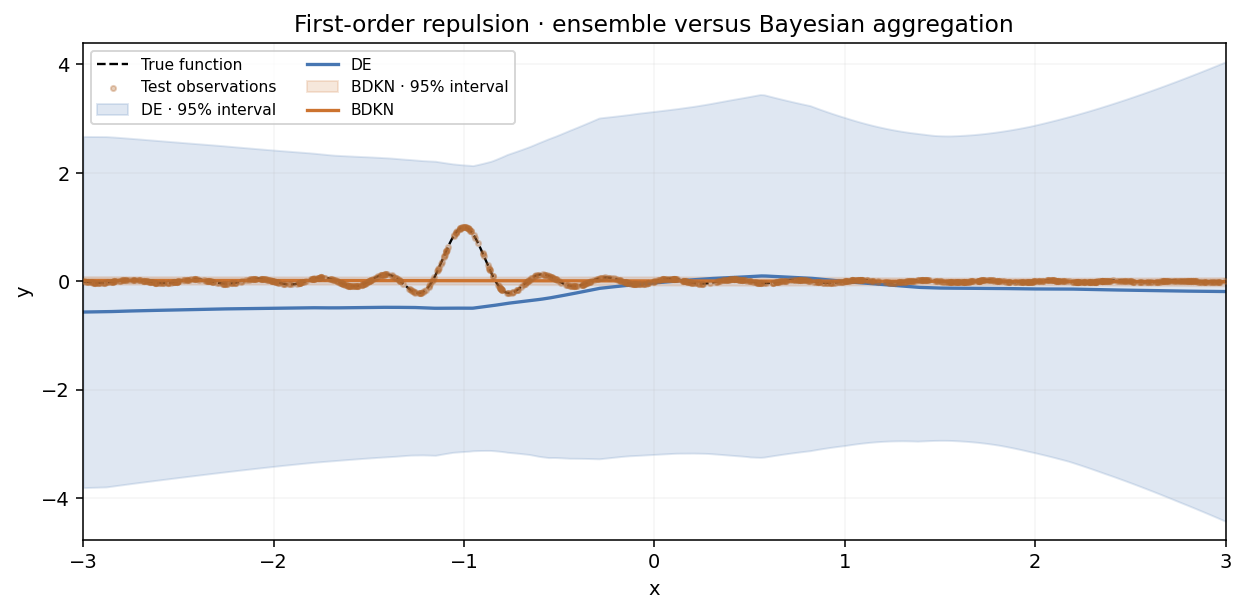 First-order repulsion · ensemble versus Bayesian aggregation
True function
Test observations
DE · 95% interval
DE
BDKN · 95% interval
BDKN
4
2
0
−2
−4
y
−3
−2
−1
0
1
2
3
x